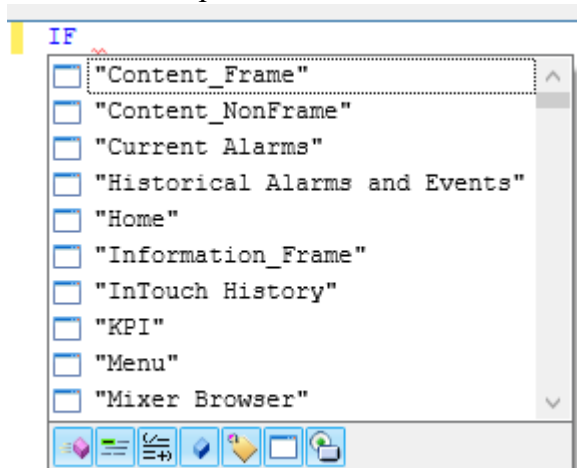 IF
"Content_Frame"
"Content_NonFrame"
"Current Alarms"
"Historical Alarms and Events"
"Home"
"Information_Frame"
"InTouch History"
"KPI"
"Menu"
"Mixer Browser"